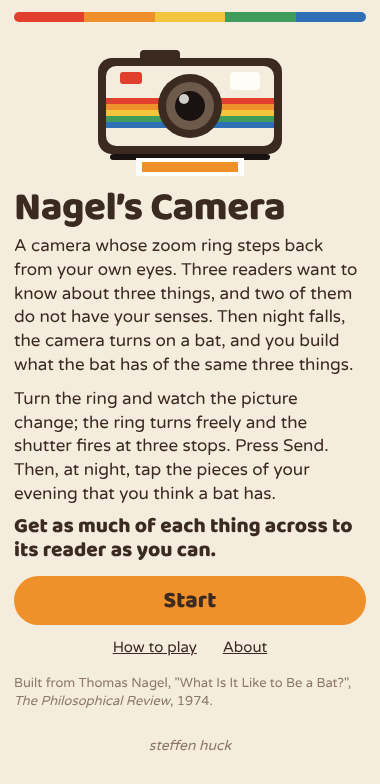 Nagel's Camera
A camera whose zoom ring steps back
from your own eyes. Three readers want to
know about three things, and two of them
do not have your senses. Then night falls,
the camera turns on a bat, and you build
what the bat has of the same three things.
Turn the ring and watch the picture
change; the ring turns freely and the
shutter fires at three stops. Press Send.
Then, at night, tap the pieces of your
evening that you think a bat has.
Get as much of each thing across to
its reader as you can.
Start
How to play About
Built from Thomas Nagel, "What Is It Like to Be a Bat?",
The Philosophical Review, 1974.
steffen huck